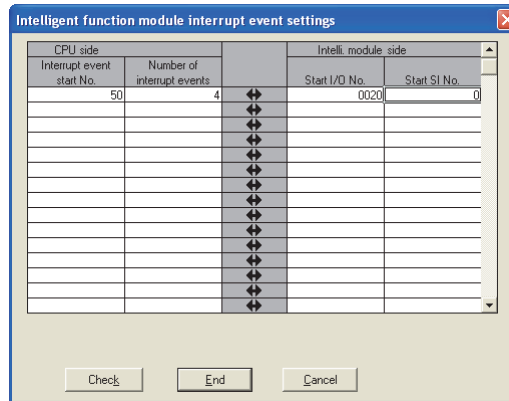 Intelligent function module interrupt event settings
CPU side
Intelli. module side
Interrupt event
start No.
Number of
interrupt events
Start I/O No.
Start SI No.
50 4 0020 0
Check End Cancel